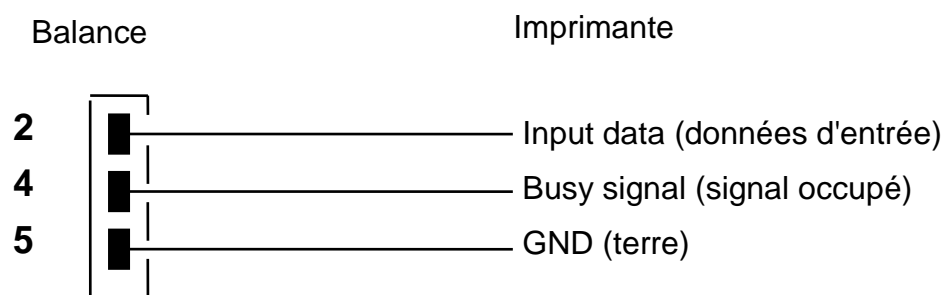 Balance Imprimante
2 Input data (données d'entrée)
4 Busy signal (signal occupé)
5 GND (terre)